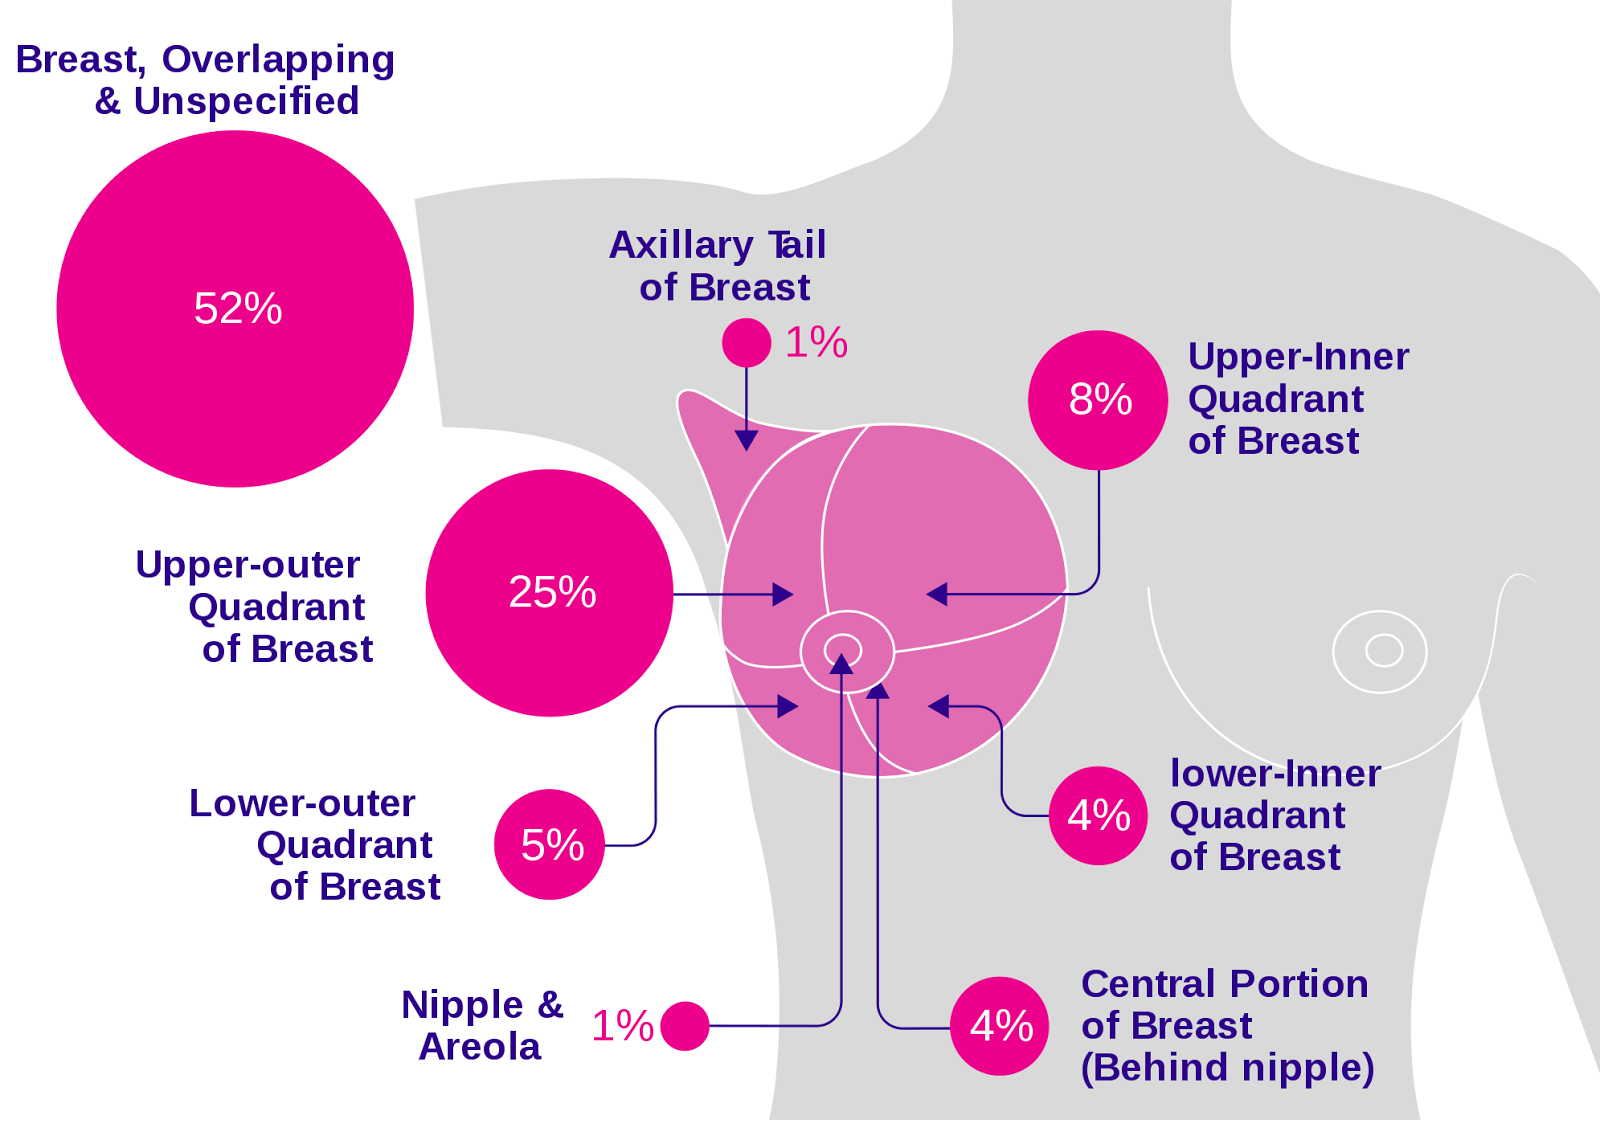 Breast, Overlapping
& Unspecified
52%
Axillary Tail
of Breast
1%
8%
Upper-Inner
Quadrant
of Breast
Upper-outer
Quadrant
of Breast
25%
Lower-outer
Quadrant
of Breast
5%
4%
lower-Inner
Quadrant
of Breast
Nipple &
Areola
1%
4%
Central Portion
of Breast
(Behind nipple)